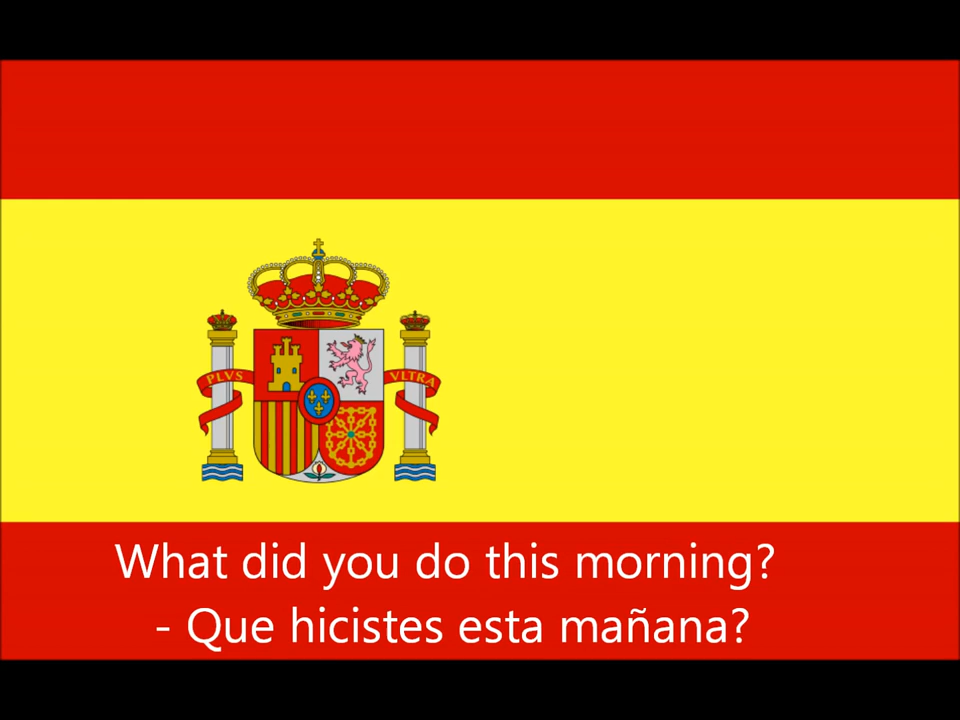 PLVS VLTRA
What did you do this morning?
- Que hicistes esta mañana?